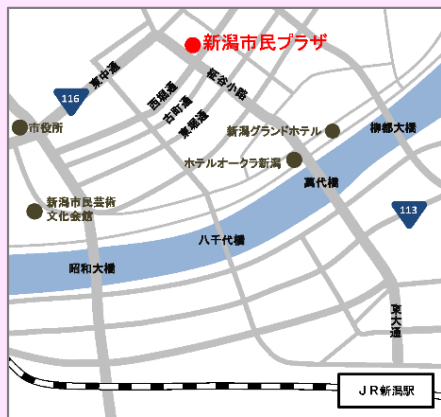 新潟市民プラザ
東中通
116
西堀通
古町通
東堀通
柾谷小路
市役所
新潟グランドホテル
柳都大橋
ホテルオークラ新潟
萬代橋
新潟市民芸術
文化会館
113
八千代橋
昭和大橋
東大通
JR新潟駅